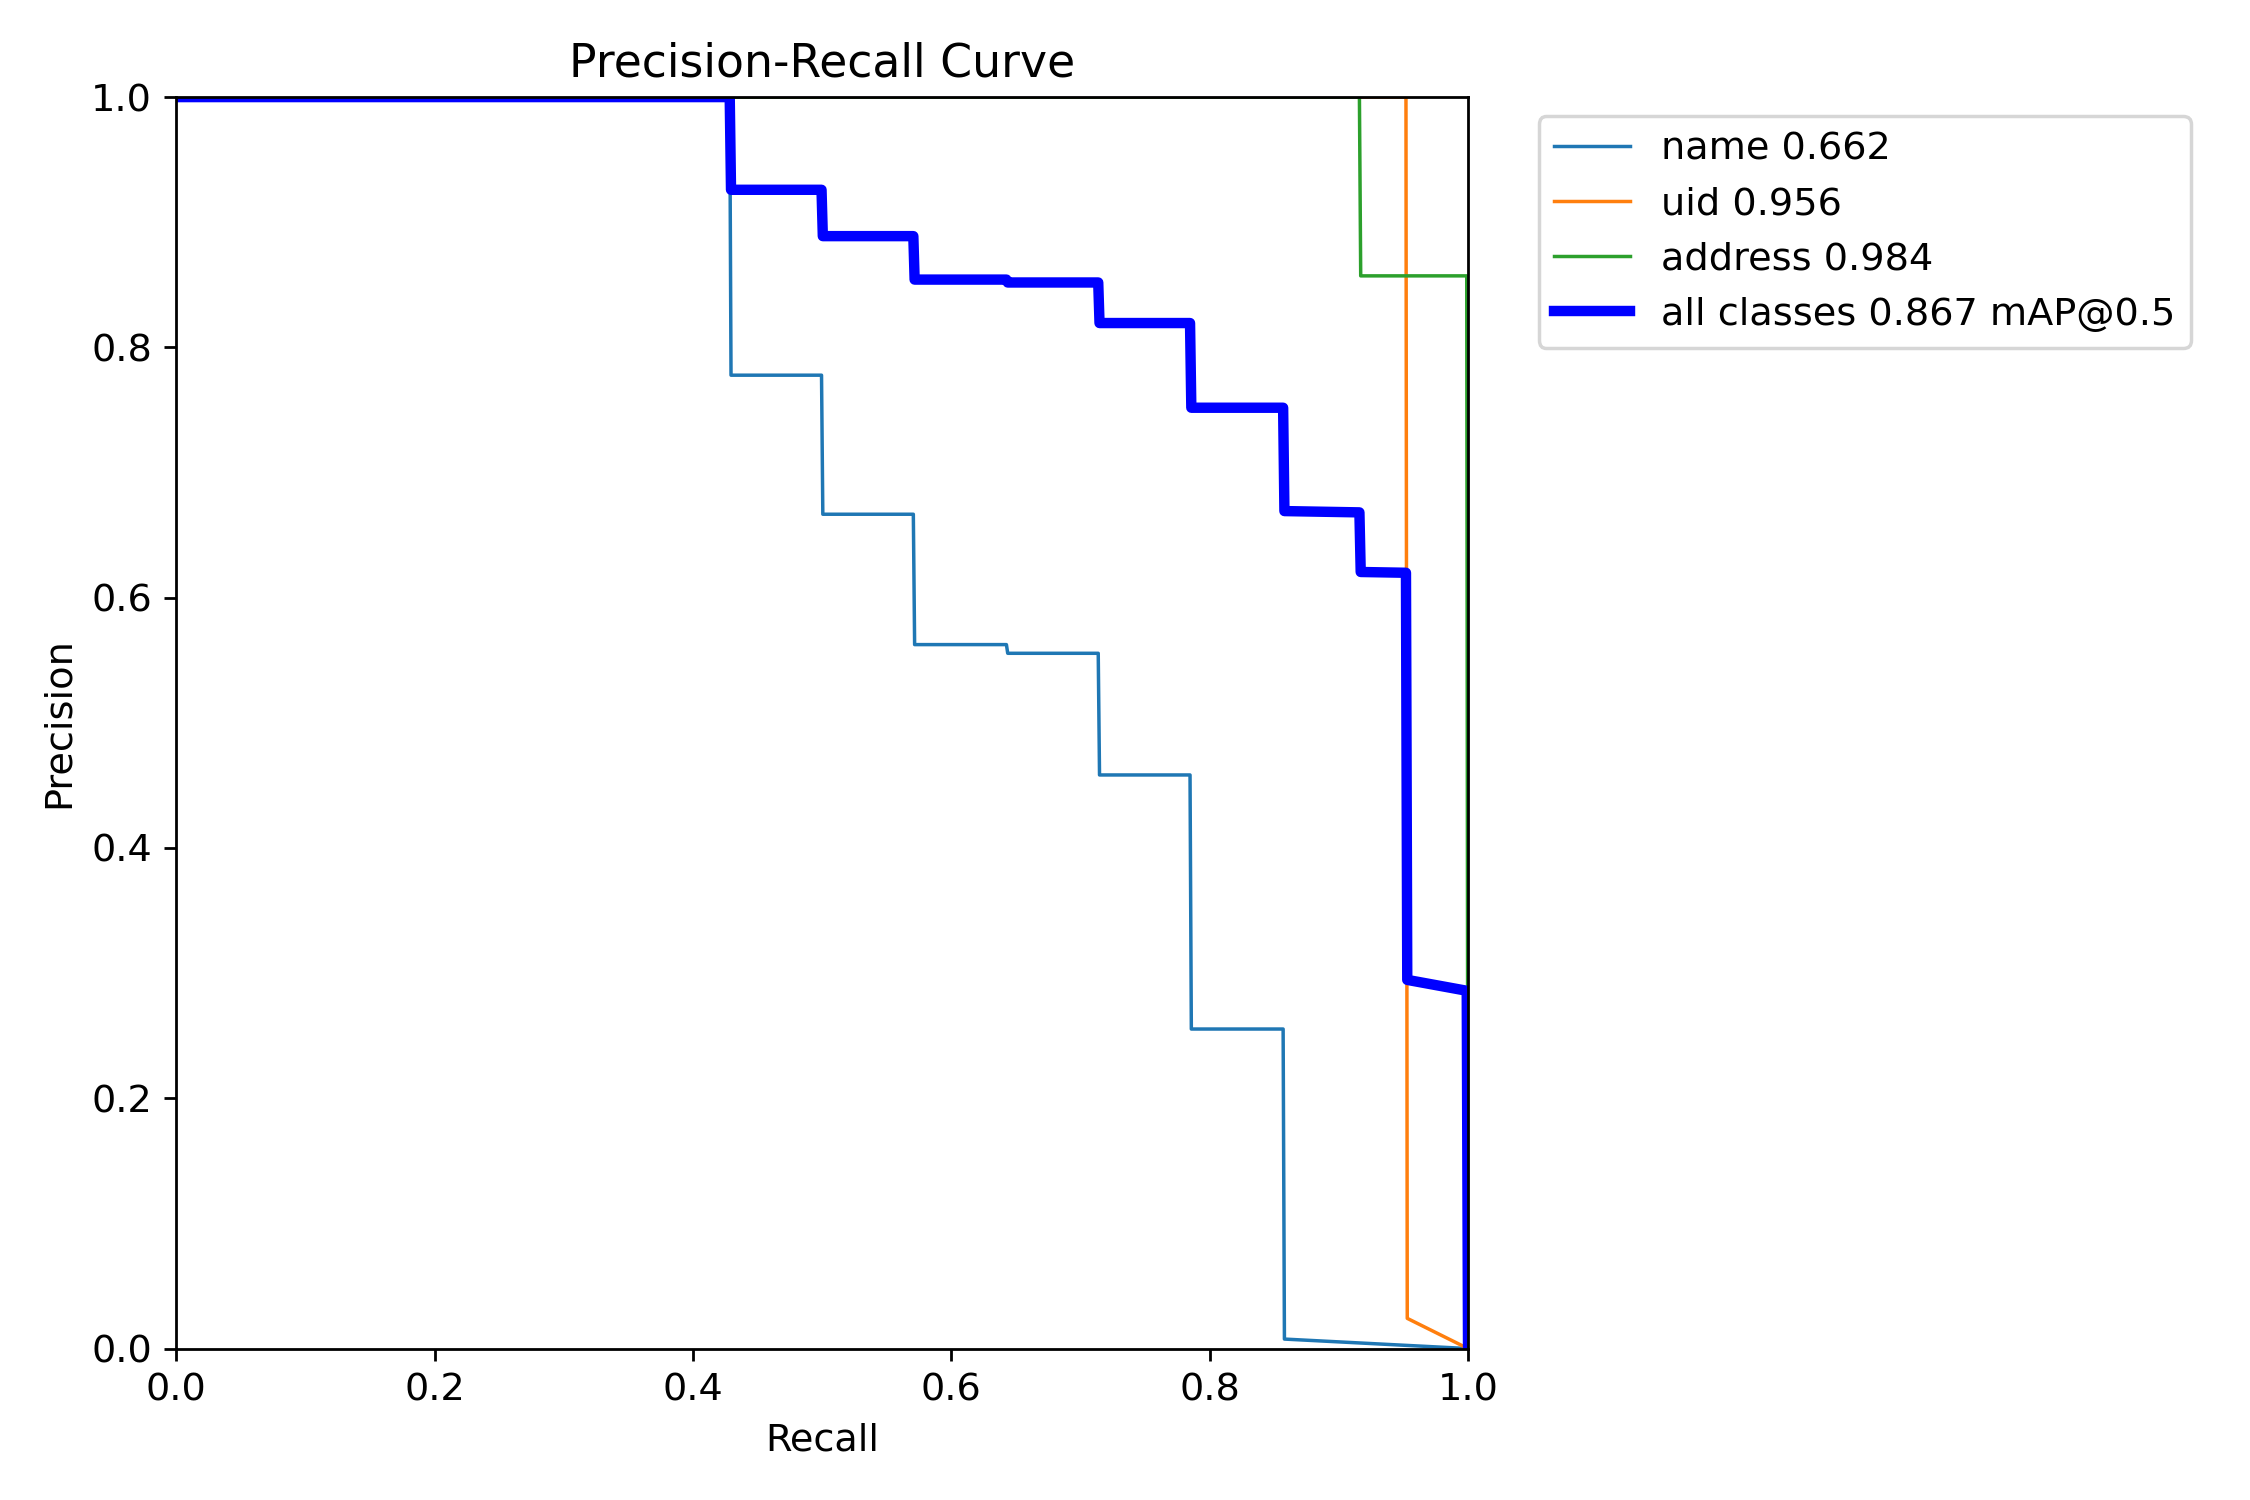 Precision-Recall Curve
1.0
0.8
0.6
0.4
0.2
0.0
Precision
0.0 0.2 0.4 0.6 0.8 1.0
Recall
name 0.662
uid 0.956
address 0.984
all classes 0.867 mAP@0.5